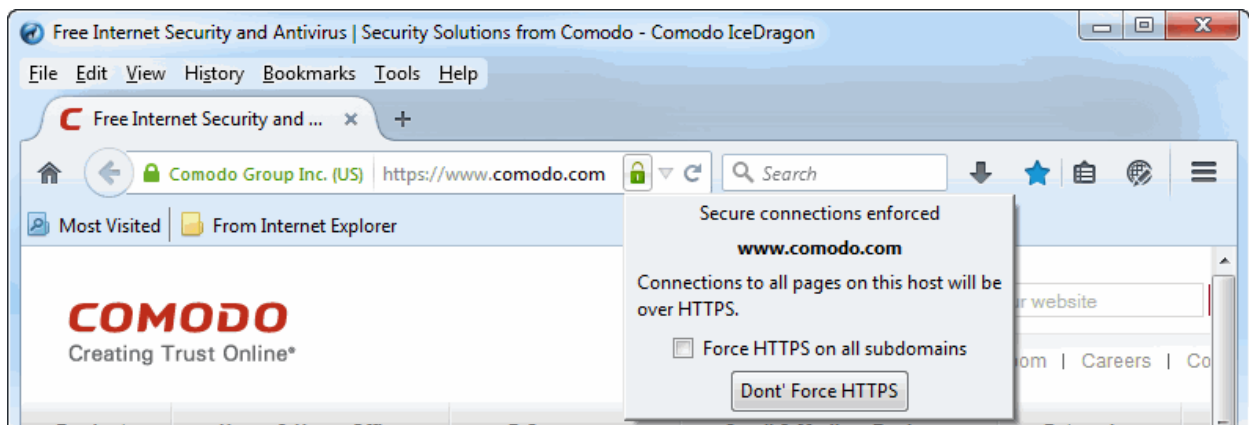 Free Internet Security and Antivirus | Security Solutions from Comodo - Comodo IceDragon
File Edit View History Bookmarks Tools Help
Free Internet Security and ...
Comodo Group Inc. (US) https://www.comodo.com Search
Most Visited From Internet Explorer
Secure connections enforced
www.comodo.com
Connections to all pages on this host will be
over HTTPS.
Force HTTPS on all subdomains
Dont' Force HTTPS
website
COMODO
Creating Trust Online®
Careers |